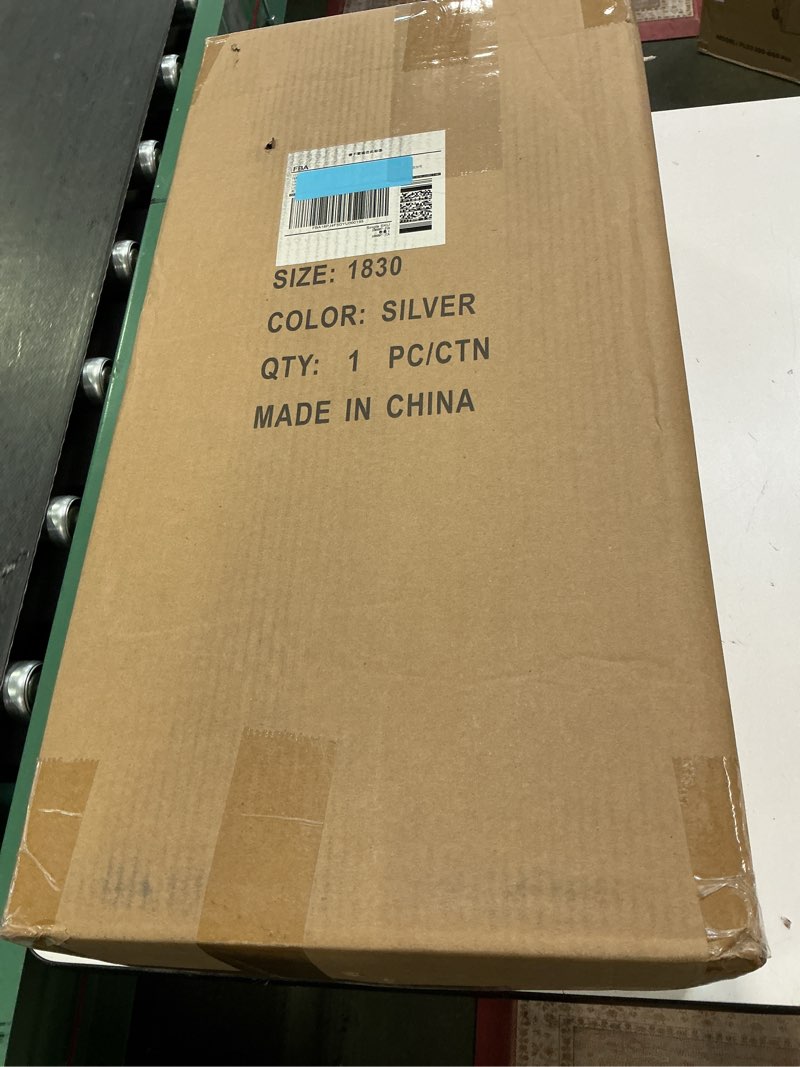 FBA
SIZE: 1830
COLOR: SILVER
QTY: 1 PC/CTN
MADE IN CHINA